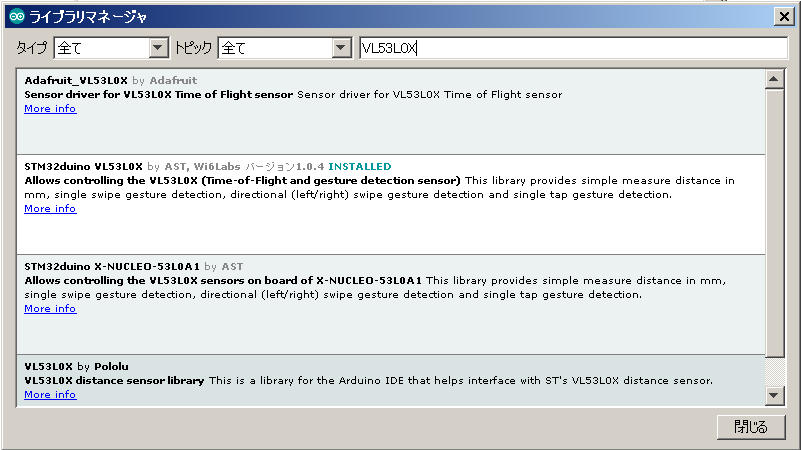 ライブラリマネージャ
タイプ 全て トピック 全て VL53L0X
Adafruit_VL53L0X by Adafruit
Sensor driver for VL53L0X Time of Flight sensor Sensor driver for VL53L0X Time of Flight sensor
More info
STM32duino VL53L0X by AST, Wi6Labs バージョン1.0.4 INSTALLED
Allows controlling the VL53L0X (Time-of-Flight and gesture detection sensor) This library provides simple measure distance in
mm, single swipe gesture detection, directional (left/right) swipe gesture detection and single tap gesture detection.
More info
STM32duino X-NUCLEO-53L0A1 by AST
Allows controlling the VL53L0X sensors on board of X-NUCLEO-53L0A1 This library provides simple measure distance in mm,
single swipe gesture detection, directional (left/right) swipe gesture detection and single tap gesture detection.
More info
VL53L0X by Pololu
VL53L0X distance sensor library This is a library for the Arduino IDE that helps interface with ST's VL53L0X distance sensor.
More info
閉じる